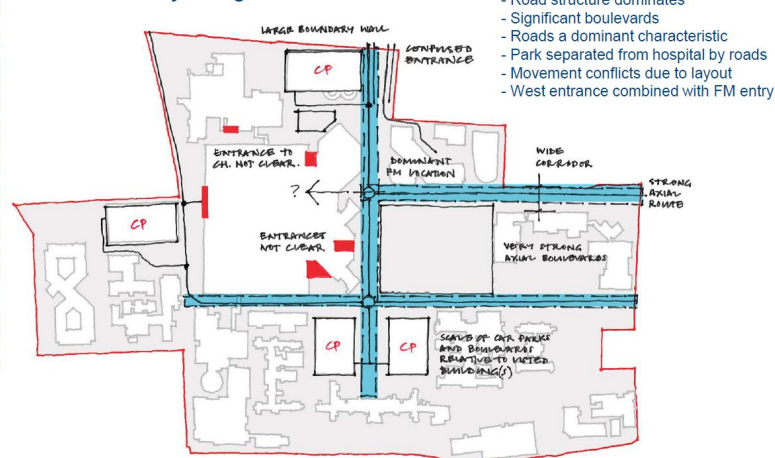 - Road structure dominates
- Significant boulevards
- Roads a dominant characteristic
- Park separated from hospital by roads
- Movement conflicts due to layout
- West entrance combined with FM entry
LARGE BOUNDARY WALL
CONFUSED
ENTRANCE
CP
ENTRANCE TO
CH. NOT CLEAR.
DOMINANT
FM LOCATION
WIDE
CORRIDOR
STRONG
AXIAL
ROUTE
?
CP
ENTRANCES
NOT CLEAR
VERY STRONG
AXIAL BOULEVARDS
CP
CP
SCALE OF CAR PARKS
AND BOULEVARDS
RELATIVE TO LISTED
BUILDING(S)